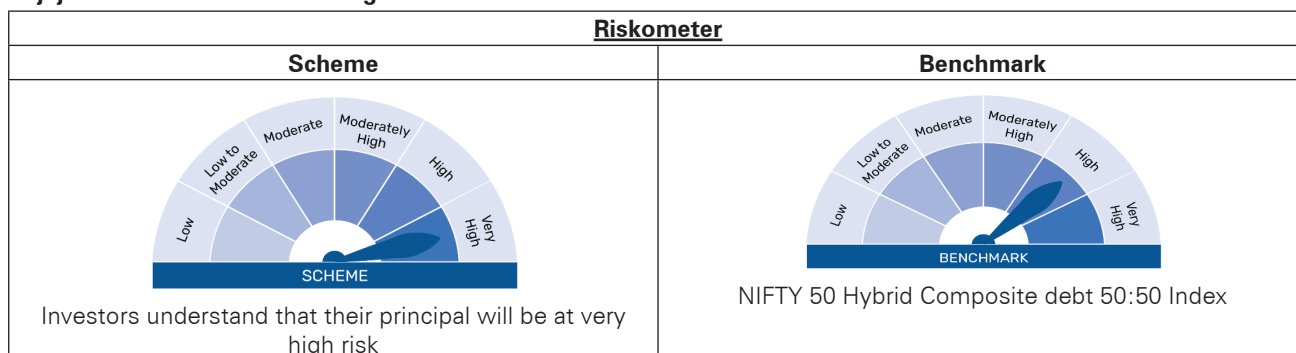 Riskometer
Scheme
Benchmark
Low
Low to
Moderate
Moderate
Moderately
High
High
Very
High
SCHEME
Investors understand that their principal will be at very
high risk
Low
Low to
Moderate
Moderate
Moderately
High
High
Very
High
BENCHMARK
NIFTY 50 Hybrid Composite debt 50:50 Index